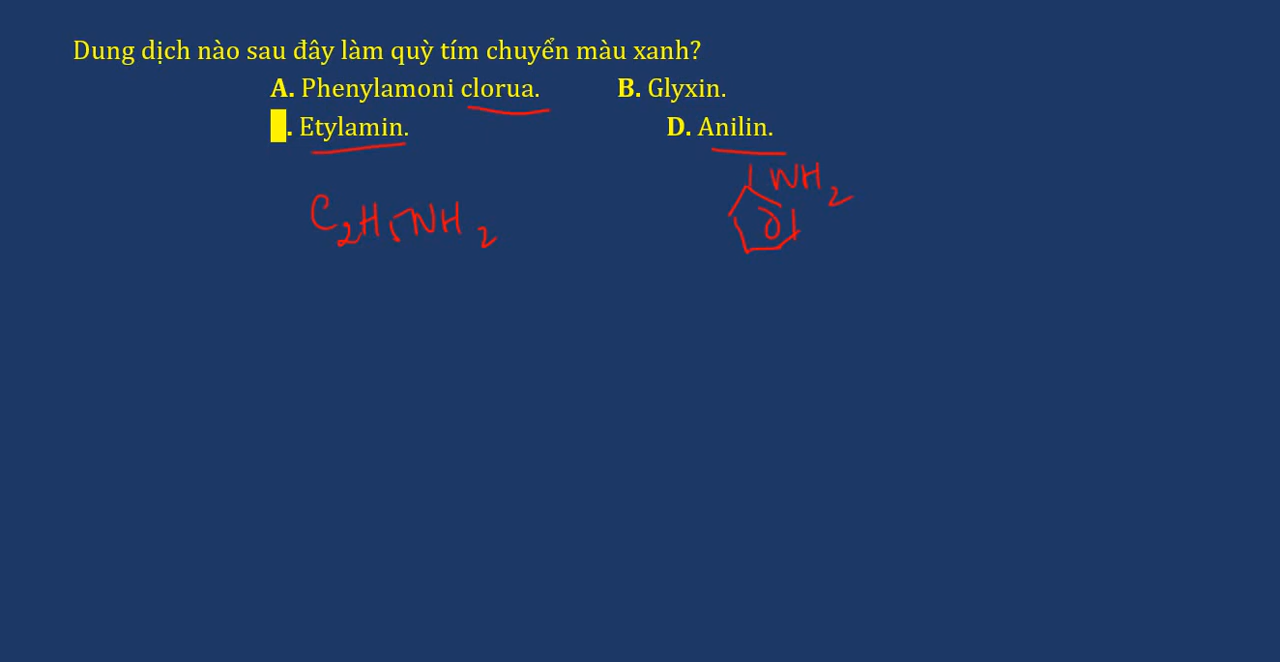 Dung dịch nào sau đây làm quỳ tím chuyển màu xanh?
A. Phenylamoni clorua. B. Glyxin.
. Etylamin. D. Anilin.
NH2
C2H5NH2